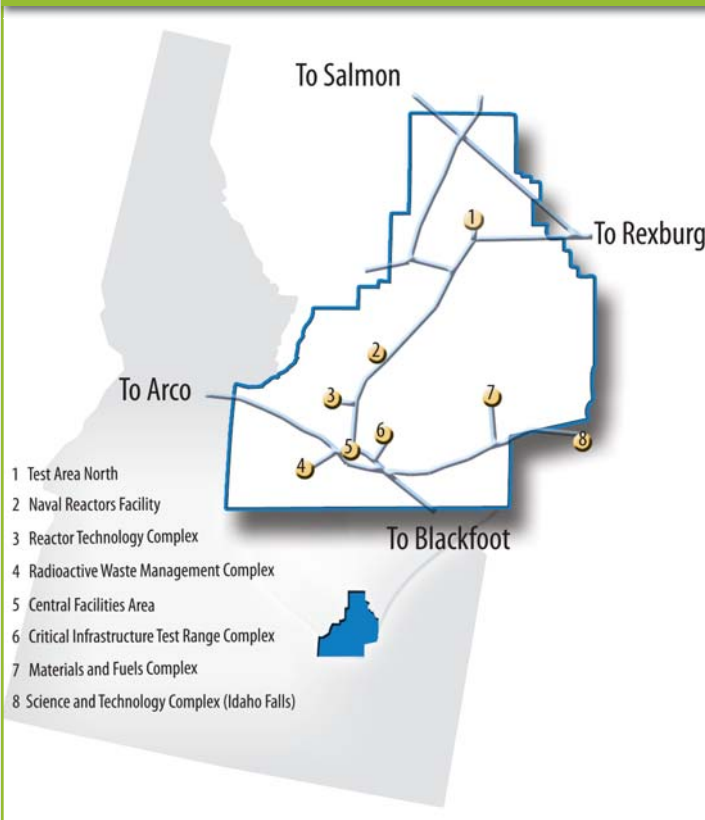 To Salmon
1
To Rexburg
2
To Arco
3
7
6
5
8
4
To Blackfoot
1 Test Area North
2 Naval Reactors Facility
3 Reactor Technology Complex
4 Radioactive Waste Management Complex
5 Central Facilities Area
6 Critical Infrastructure Test Range Complex
7 Materials and Fuels Complex
8 Science and Technology Complex (Idaho Falls)